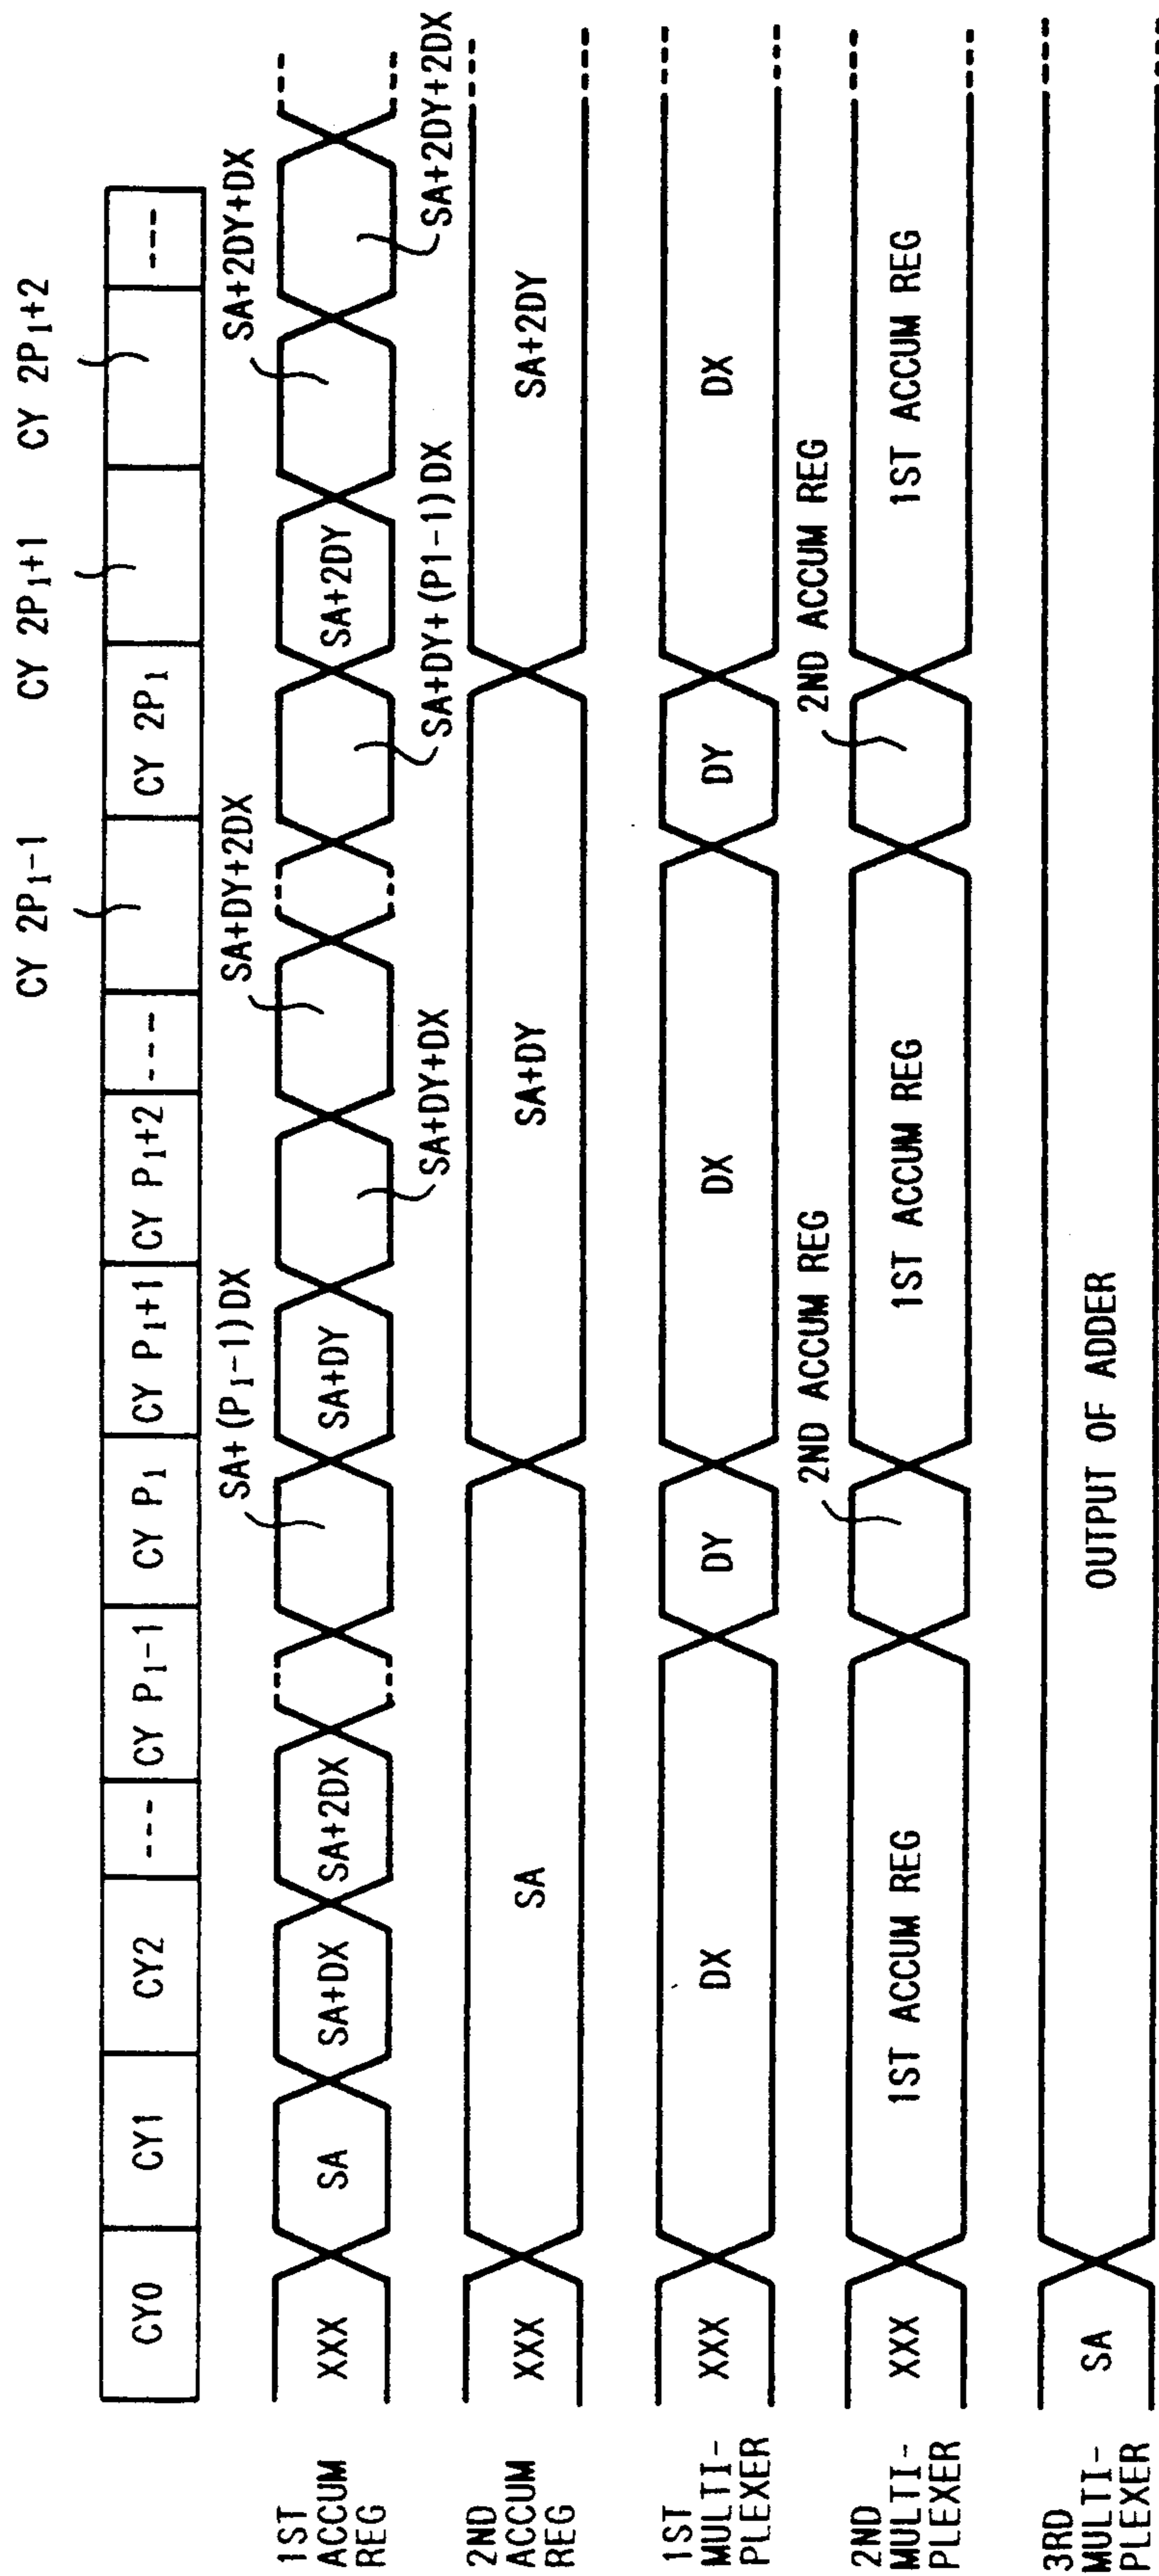 CY 2P1-1
CY 2P1+1
CY 2P1+2
CY0
CY1
CY2
---
CY P1-1
CY P1
CY P1+1
CY P1+2
---
CY 2P1
---
SA+(P1-1)DX
SA+DY+2DX
SA+2DY+DX
1ST
ACCUM
REG
XXX
SA
SA+DX
SA+2DX
SA+DY
SA+2DY
SA+DY+DX
SA+DY+(P1-1)DX
SA+2DY+2DX
2ND
ACCUM
REG
XXX
SA
SA+DY
SA+2DY
1ST
MULTI-
PLEXER
XXX
DX
DY
DX
DY
DX
2ND ACCUM REG
2ND ACCUM REG
2ND
MULTI-
PLEXER
XXX
1ST ACCUM REG
1ST ACCUM REG
1ST ACCUM REG
3RD
MULTI-
PLEXER
SA
OUTPUT OF ADDER